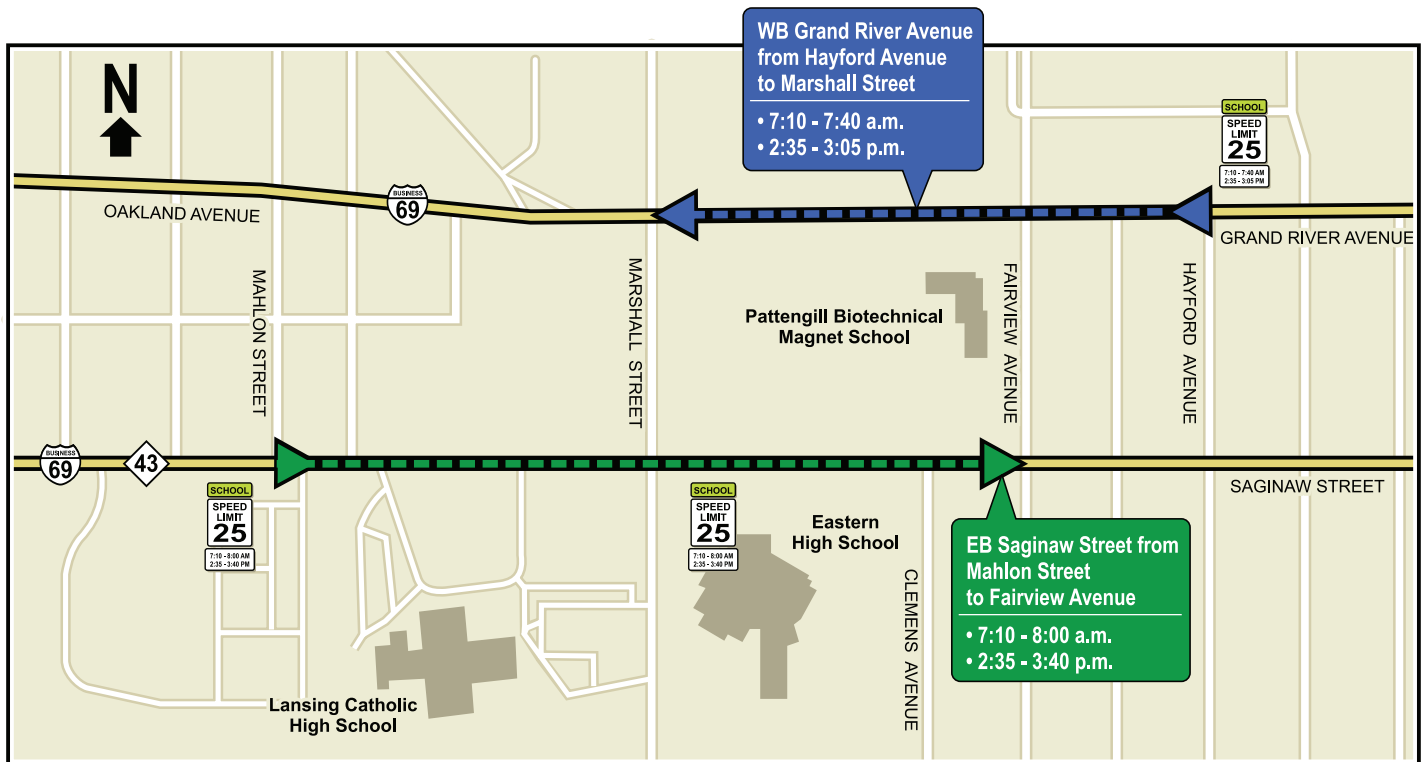 WB Grand River Avenue
from Hayford Avenue
to Marshall Street
• 7:10 - 7:40 a.m.
• 2:35 - 3:05 p.m.
N
SCHOOL
SPEED
LIMIT
25
7:10 - 7:40 AM
2:35 - 3:05 PM
BUSINESS
69
OAKLAND AVENUE
GRAND RIVER AVENUE
MAHLON STREET
MARSHALL STREET
FAIRVIEW AVENUE
HAYFORD AVENUE
Pattengill Biotechnical
Magnet School
BUSINESS
69
43
SAGINAW STREET
SCHOOL
SPEED
LIMIT
25
7:10 - 8:00 AM
2:35 - 3:40 PM
SCHOOL
SPEED
LIMIT
25
7:10 - 8:00 AM
2:35 - 3:40 PM
Eastern
High School
CLEMENS AVENUE
EB Saginaw Street from
Mahlon Street
to Fairview Avenue
• 7:10 - 8:00 a.m.
• 2:35 - 3:40 p.m.
Lansing Catholic
High School